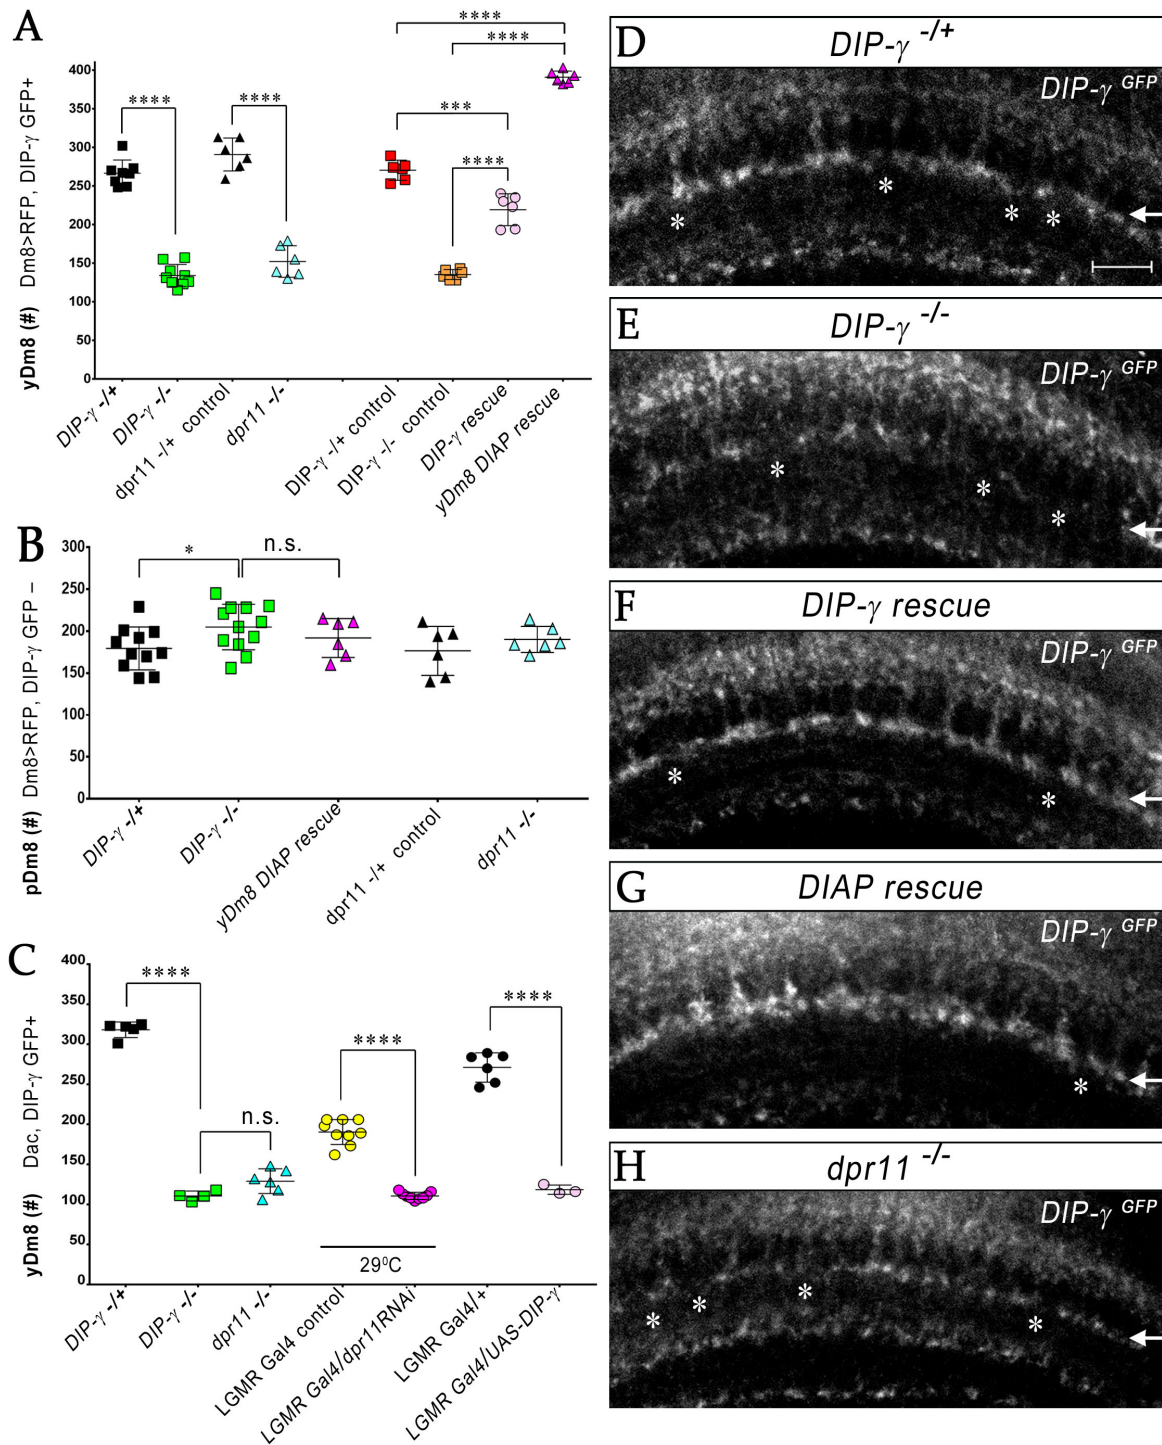 A
yDm8 (#) Dm8>RFP, DIP-γ GFP+
400
350
300
250
200
150
100
50
0
****
****
****
****
***
****
DIP-γ -/+
DIP-γ -/-
dpr11 -/+ control
dpr11 -/-
DIP-γ -/+ control
DIP-γ -/- control
DIP-γ rescue
yDm8 DIAP rescue
B
pDm8 (#) Dm8>RFP, DIP-γ GFP –
300
250
200
150
100
50
0
*
n.s.
DIP-γ -/+
DIP-γ -/-
yDm8 DIAP rescue
dpr11 -/+ control
dpr11 -/-
C
yDm8 (#) Dac, DIP-γ GFP+
400
350
300
250
200
150
100
50
0
****
n.s.
****
****
29⁰C
DIP-γ -/+
DIP-γ -/-
dpr11 -/-
LGMR Gal4 control
LGMR Gal4/dpr11RNAi
LGMR Gal4/+
LGMR Gal4/UAS-DIP-γ
D
DIP-γ -/+
DIP-γ GFP
* * * *
E
DIP-γ -/-
DIP-γ GFP
* * *
F
DIP-γ rescue
DIP-γ GFP
* *
G
DIAP rescue
DIP-γ GFP
*
H
dpr11 -/-
DIP-γ GFP
* * * *